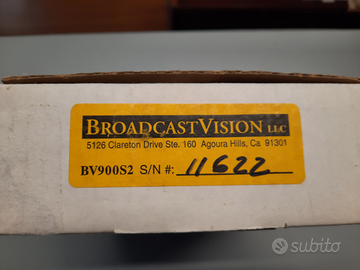 BROADCASTVISION LLC
5126 Clareton Drive Ste. 160 Agoura Hills, Ca 91301
BV900S2 S/N #: 11622
subito